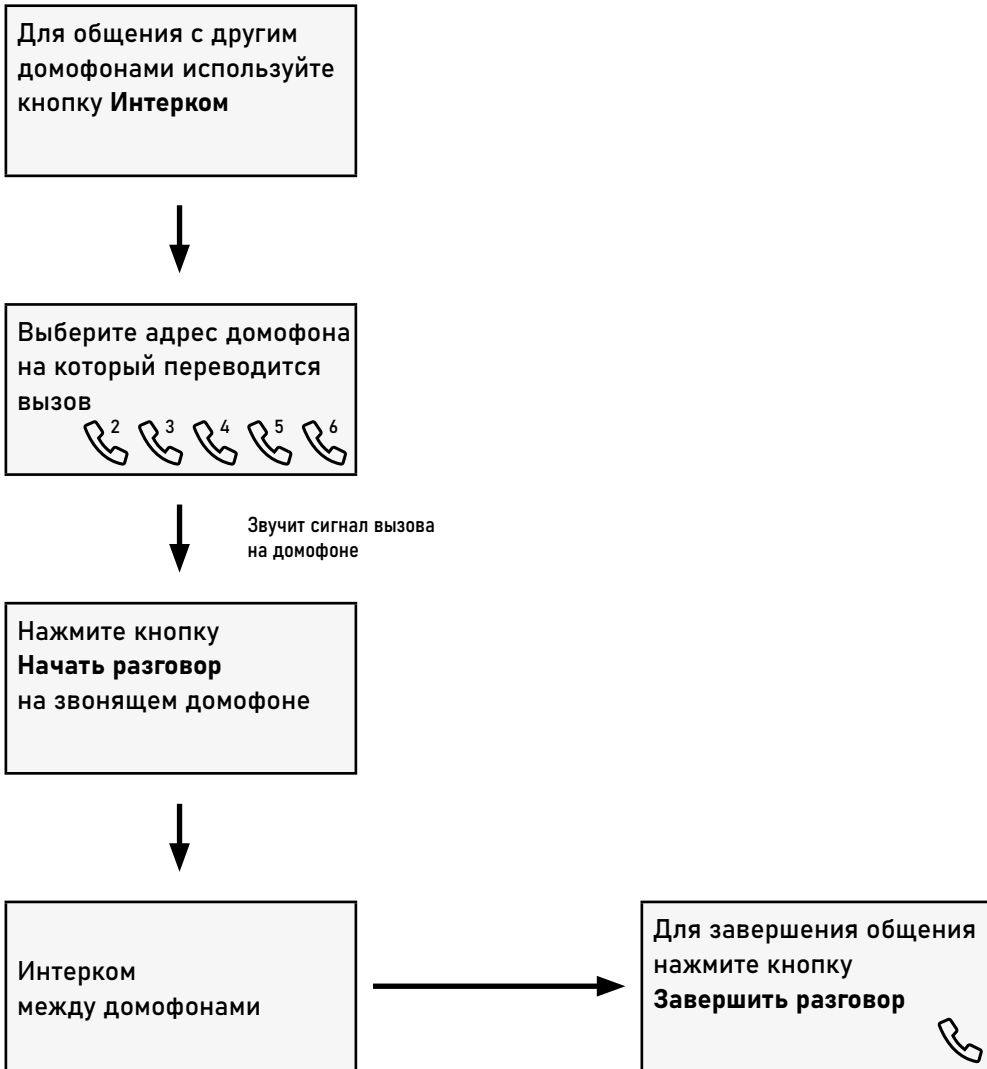 Для общения с другим
домофонами используйте
кнопку Интерком
Выберите адрес домофона
на который переводится
вызов
2 3 4 5 6
Звучит сигнал вызова
на домофоне
Нажмите кнопку
Начать разговор
на звонящем домофоне
Интерком
между домофонами
Для завершения общения
нажмите кнопку
Завершить разговор